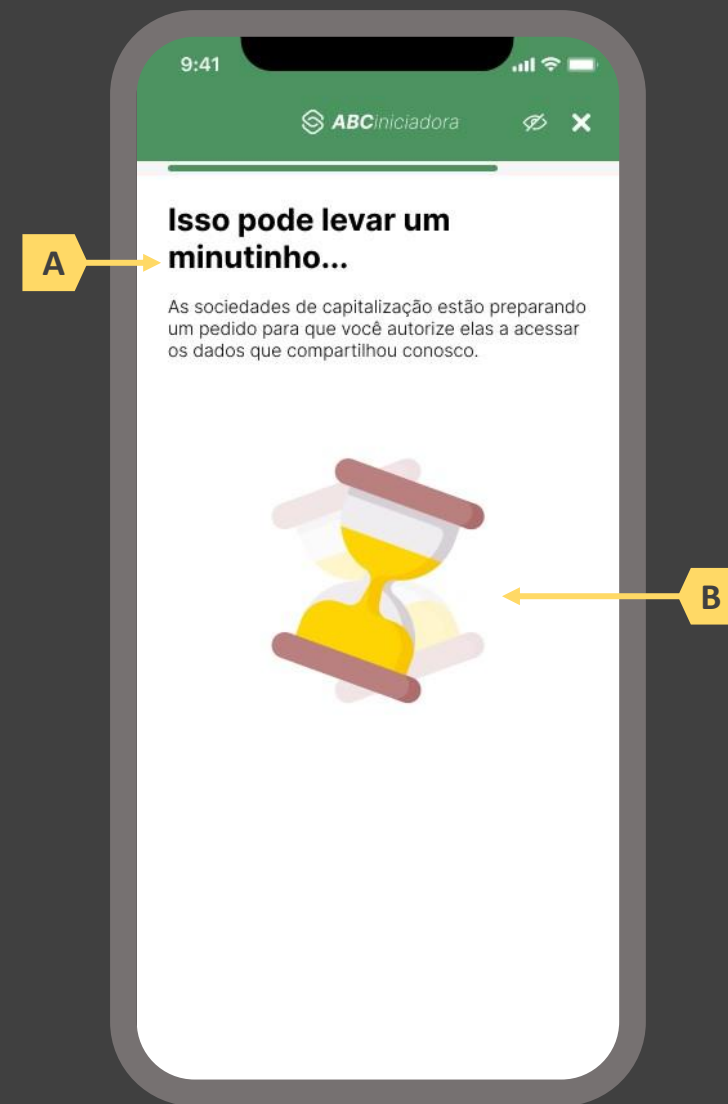 9:41
ABCiniciadora
Isso pode levar um
minutinho...
A
As sociedades de capitalização estão preparando
um pedido para que você autorize elas a acessar
os dados que compartilhou conosco.
B